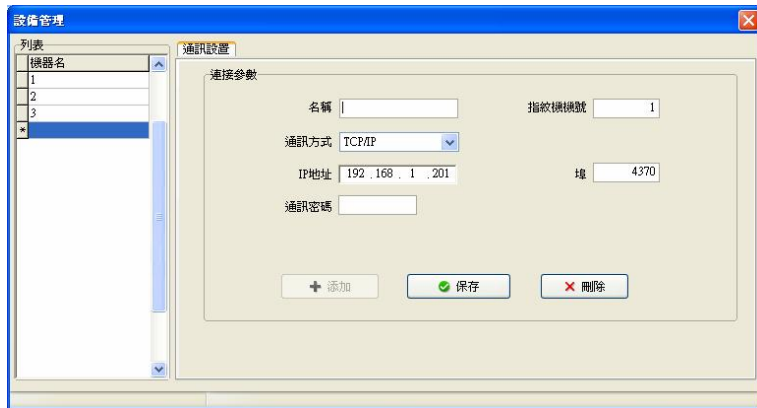 設備管理
列表
機器名
1
2
3
*
通訊設置
連接參數
名稱
指紋機機號 1
通訊方式 TCP/IP
IP地址 192 . 168 . 1 . 201
埠 4370
通訊密碼
添加 保存 刪除